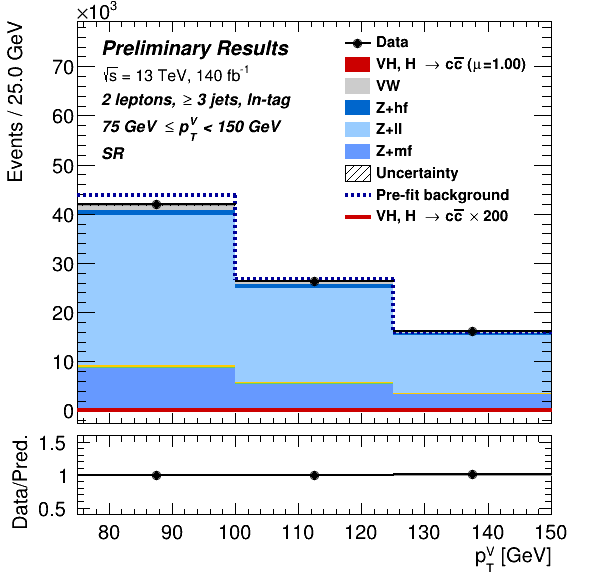 ×10³
Events / 25.0 GeV
70
60
50
40
30
20
10
0
Preliminary Results
√s = 13 TeV, 140 fb⁻¹
2 leptons, ≥ 3 jets, ln-tag
75 GeV ≤ p_T^V < 150 GeV
SR
Data
VH, H → cc̅ (μ=1.00)
VW
Z+hf
Z+ll
Z+mf
Uncertainty
Pre-fit background
VH, H → cc̅ × 200
Data/Pred.
1.5
1
0.5
80 90 100 110 120 130 140 150
p_T^V [GeV]